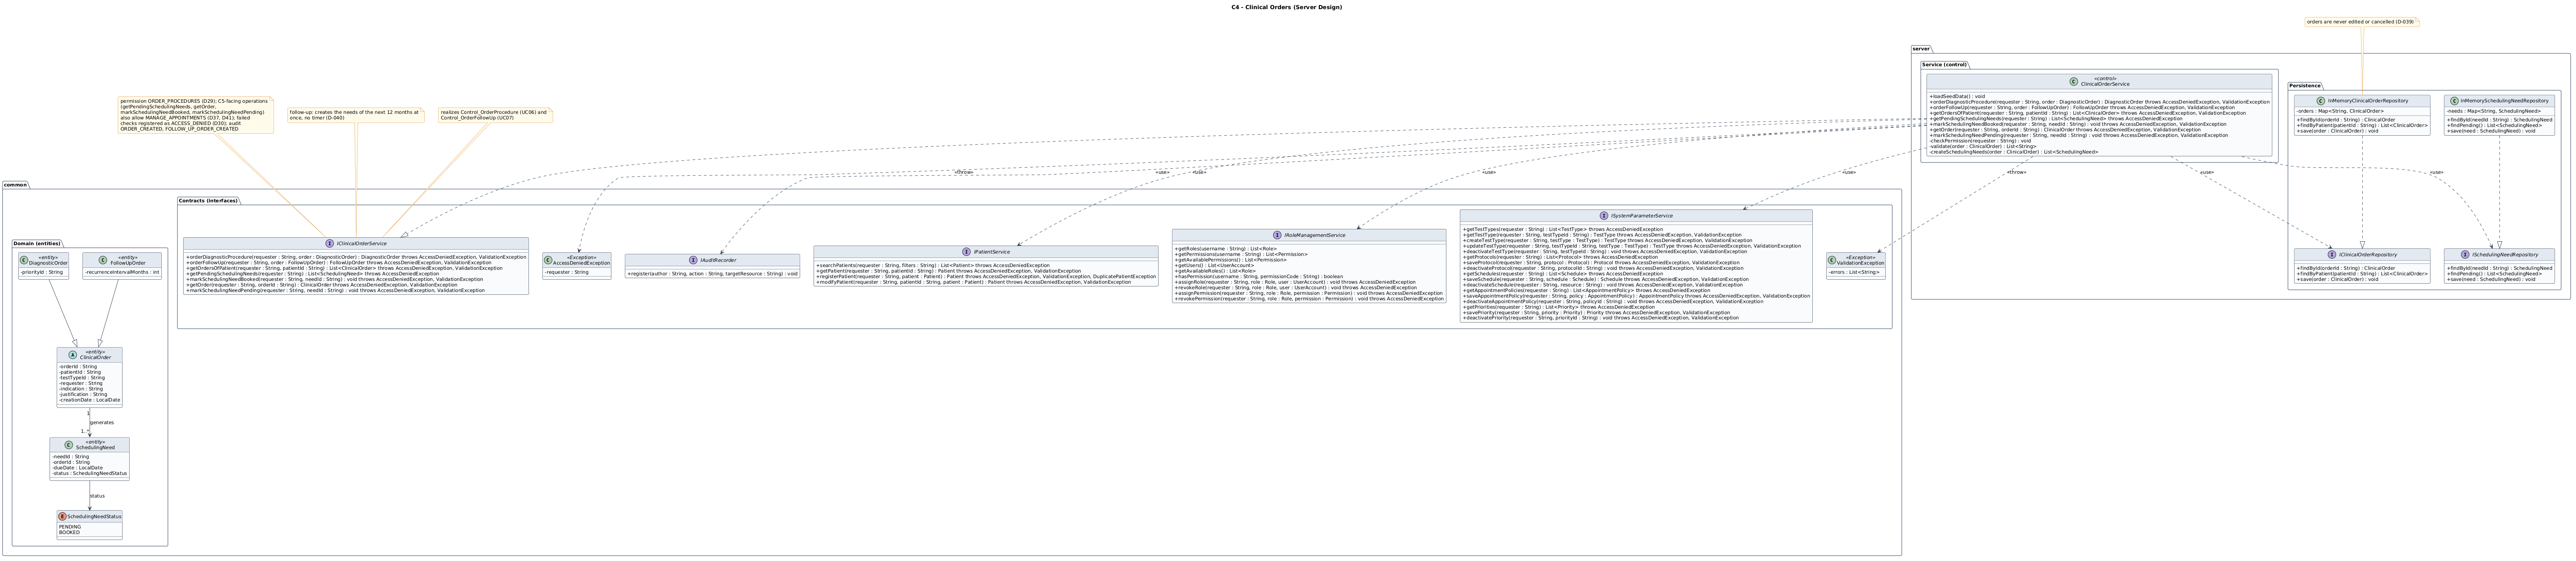 C4 - Clinical Orders (Server Design)
orders are never edited or cancelled (D-039)
server
Service (control)
«control»
ClinicalOrderService
+loadSeedData() : void
+orderDiagnosticProcedure(requester : String, order : DiagnosticOrder) : DiagnosticOrder throws AccessDeniedException, ValidationException
+orderFollowUp(requester : String, order : FollowUpOrder) : FollowUpOrder throws AccessDeniedException, ValidationException
+getOrdersOfPatient(requester : String, patientId : String) : List<ClinicalOrder> throws AccessDeniedException, ValidationException
+getPendingSchedulingNeeds(requester : String) : List<SchedulingNeed> throws AccessDeniedException
+markSchedulingNeedBooked(requester : String, needId : String) : void throws AccessDeniedException, ValidationException
+getOrder(requester : String, orderId : String) : ClinicalOrder throws AccessDeniedException, ValidationException
+markSchedulingNeedPending(requester : String, needId : String) : void throws AccessDeniedException, ValidationException
-checkPermission(requester : String) : void
-validate(order : ClinicalOrder) : List<String>
-createSchedulingNeeds(order : ClinicalOrder) : List<SchedulingNeed>
Persistence
InMemoryClinicalOrderRepository
-orders : Map<String, ClinicalOrder>
+findById(orderId : String) : ClinicalOrder
+findByPatient(patientId : String) : List<ClinicalOrder>
+save(order : ClinicalOrder) : void
InMemorySchedulingNeedRepository
-needs : Map<String, SchedulingNeed>
+findById(needId : String) : SchedulingNeed
+findPending() : List<SchedulingNeed>
+save(need : SchedulingNeed) : void
permission ORDER_PROCEDURES (D29); C5-facing operations
(getPendingSchedulingNeeds, getOrder,
markSchedulingNeedBooked, markSchedulingNeedPending)
also allow MANAGE_APPOINTMENTS (D37, D41); failed
checks registered as ACCESS_DENIED (D30); audit
ORDER_CREATED, FOLLOW_UP_ORDER_CREATED
follow-up: creates the needs of the next 12 months at
once, no timer (D-040)
realizes Control_OrderProcedure (UC06) and
Control_OrderFollowUp (UC07)
«throw»
«use»
«use»
«use»
«use»
«throw»
«use»
«use»
common
Contracts (interfaces)
IClinicalOrderService
+orderDiagnosticProcedure(requester : String, order : DiagnosticOrder) : DiagnosticOrder throws AccessDeniedException, ValidationException
+orderFollowUp(requester : String, order : FollowUpOrder) : FollowUpOrder throws AccessDeniedException, ValidationException
+getOrdersOfPatient(requester : String, patientId : String) : List<ClinicalOrder> throws AccessDeniedException, ValidationException
+getPendingSchedulingNeeds(requester : String) : List<SchedulingNeed> throws AccessDeniedException
+markSchedulingNeedBooked(requester : String, needId : String) : void throws AccessDeniedException, ValidationException
+getOrder(requester : String, orderId : String) : ClinicalOrder throws AccessDeniedException, ValidationException
+markSchedulingNeedPending(requester : String, needId : String) : void throws AccessDeniedException, ValidationException
«Exception»
AccessDeniedException
-requester : String
IAuditRecorder
+register(author : String, action : String, targetResource : String) : void
IPatientService
+searchPatients(requester : String, filters : String) : List<Patient> throws AccessDeniedException
+getPatient(requester : String, patientId : String) : Patient throws AccessDeniedException, ValidationException
+registerPatient(requester : String, patient : Patient) : Patient throws AccessDeniedException, ValidationException, DuplicatePatientException
+modifyPatient(requester : String, patientId : String, patient : Patient) : Patient throws AccessDeniedException, ValidationException
IRoleManagementService
+getRoles(username : String) : List<Role>
+getPermissions(username : String) : List<Permission>
+getAvailablePermissions() : List<Permission>
+getUsers() : List<UserAccount>
+getAvailableRoles() : List<Role>
+hasPermission(username : String, permissionCode : String) : boolean
+assignRole(requester : String, role : Role, user : UserAccount) : void throws AccessDeniedException
+revokeRole(requester : String, role : Role, user : UserAccount) : void throws AccessDeniedException
+assignPermission(requester : String, role : Role, permission : Permission) : void throws AccessDeniedException
+revokePermission(requester : String, role : Role, permission : Permission) : void throws AccessDeniedException
ISystemParameterService
+getTestTypes(requester : String) : List<TestType> throws AccessDeniedException
+getTestType(requester : String, testTypeId : String) : TestType throws AccessDeniedException, ValidationException
+createTestType(requester : String, testType : TestType) : TestType throws AccessDeniedException, ValidationException
+updateTestType(requester : String, testTypeId : String, testType : TestType) : TestType throws AccessDeniedException, ValidationException
+deactivateTestType(requester : String, testTypeId : String) : void throws AccessDeniedException, ValidationException
+getProtocols(requester : String) : List<Protocol> throws AccessDeniedException
+saveProtocol(requester : String, protocol : Protocol) : Protocol throws AccessDeniedException, ValidationException
+deactivateProtocol(requester : String, protocolId : String) : void throws AccessDeniedException, ValidationException
+getSchedules(requester : String) : List<Schedule> throws AccessDeniedException
+saveSchedule(requester : String, schedule : Schedule) : Schedule throws AccessDeniedException, ValidationException
+deactivateSchedule(requester : String, resource : String) : void throws AccessDeniedException, ValidationException
+getAppointmentPolicies(requester : String) : List<AppointmentPolicy> throws AccessDeniedException
+saveAppointmentPolicy(requester : String, policy : AppointmentPolicy) : AppointmentPolicy throws AccessDeniedException, ValidationException
+deactivateAppointmentPolicy(requester : String, policyId : String) : void throws AccessDeniedException, ValidationException
+getPriorities(requester : String) : List<Priority> throws AccessDeniedException
+savePriority(requester : String, priority : Priority) : Priority throws AccessDeniedException, ValidationException
+deactivatePriority(requester : String, priorityId : String) : void throws AccessDeniedException, ValidationException
«Exception»
ValidationException
-errors : List<String>
IClinicalOrderRepository
+findById(orderId : String) : ClinicalOrder
+findByPatient(patientId : String) : List<ClinicalOrder>
+save(order : ClinicalOrder) : void
ISchedulingNeedRepository
+findById(needId : String) : SchedulingNeed
+findPending() : List<SchedulingNeed>
+save(need : SchedulingNeed) : void
Domain (entities)
«entity»
DiagnosticOrder
-priorityId : String
«entity»
FollowUpOrder
-recurrenceIntervalMonths : int
«entity»
ClinicalOrder
-orderId : String
-patientId : String
-testTypeId : String
-requester : String
-indication : String
-justification : String
-creationDate : LocalDate
1
generates
1..*
«entity»
SchedulingNeed
-needId : String
-orderId : String
-dueDate : LocalDate
-status : SchedulingNeedStatus
status
SchedulingNeedStatus
PENDING
BOOKED